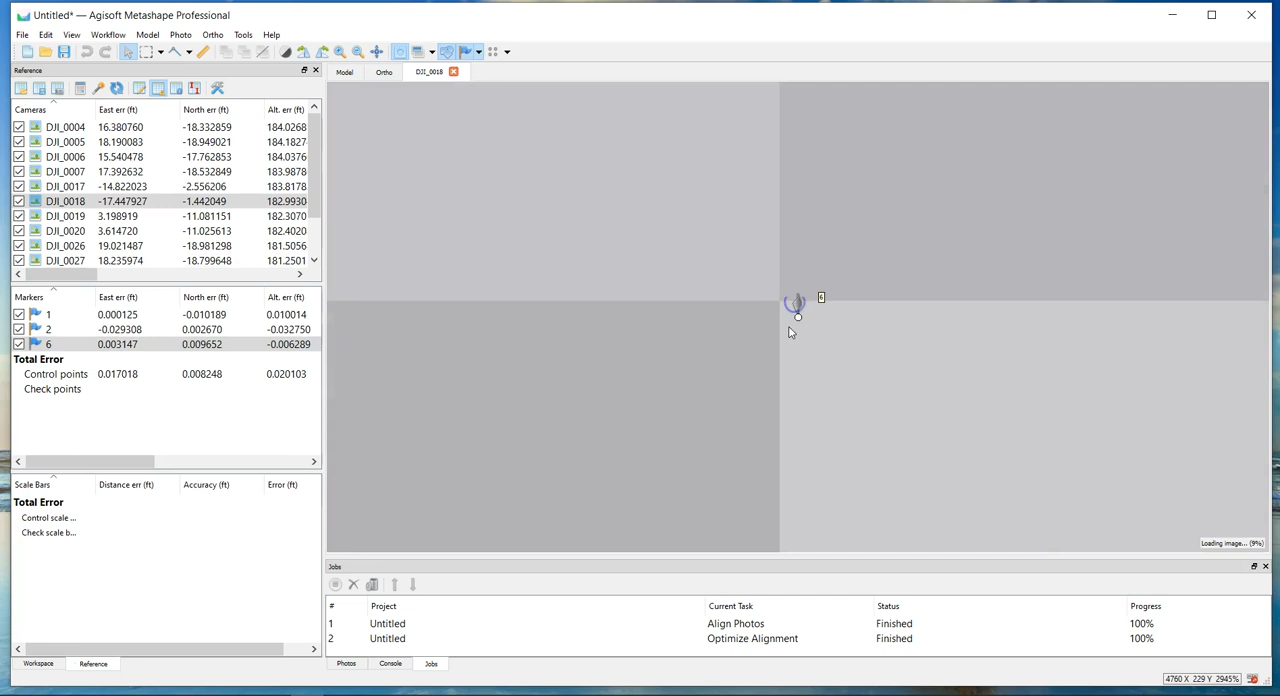 Untitled* — Agisoft Metashape Professional
File Edit View Workflow Model Photo Ortho Tools Help
Reference
Model Ortho DJI_0018
Cameras East err (ft) North err (ft) Alt. err (ft)
DJI_0004 16.380760 -18.332859 184.0268
DJI_0005 18.190083 -18.949021 184.1827
DJI_0006 15.540478 -17.762853 184.0376
DJI_0007 17.392632 -18.532849 183.9878
DJI_0017 -14.822023 -2.556206 183.8178
DJI_0018 -17.447927 -1.442049 182.9930
DJI_0019 3.198919 -11.081151 182.3070
DJI_0020 3.614720 -11.025613 182.4020
DJI_0026 19.021487 -18.981298 181.5056
DJI_0027 18.235974 -18.799648 181.2501
Markers East err (ft) North err (ft) Alt. err (ft)
1 0.000125 -0.010189 0.010014
2 -0.029308 0.002670 -0.032750
6 0.003147 0.009652 -0.006289
Total Error
Control points 0.017018 0.008248 0.020103
Check points
Scale Bars Distance err (ft) Accuracy (ft) Error (ft)
Total Error
Control scale ...
Check scale b...
Workspace Reference
6
Loading image... (9%)
Jobs
# Project Current Task Status Progress
1 Untitled Align Photos Finished 100%
2 Untitled Optimize Alignment Finished 100%
Photos Console Jobs
4760 X 229 Y 2945%